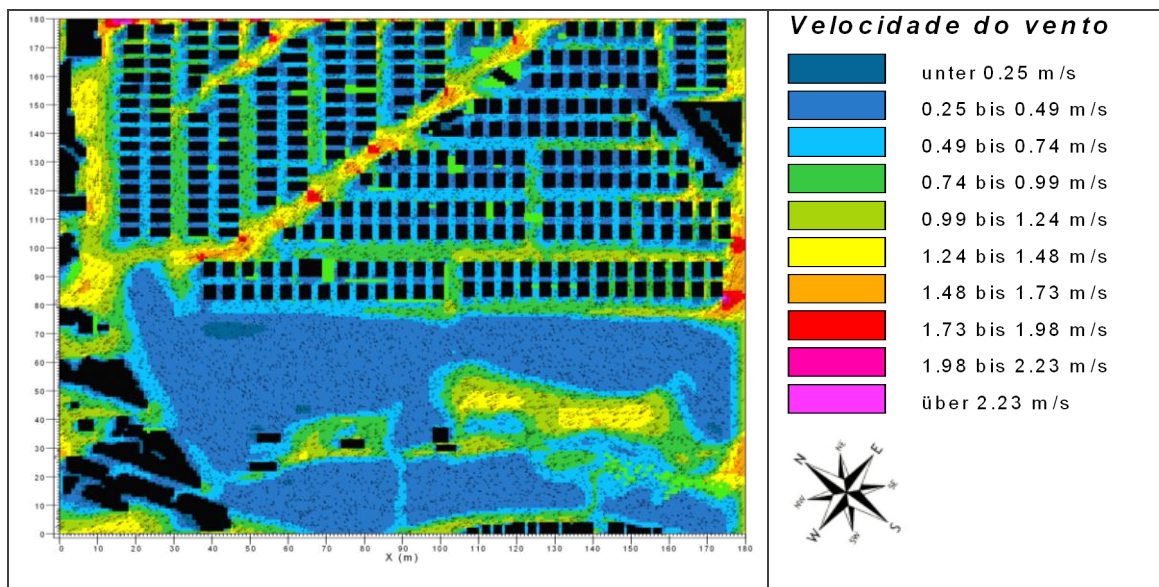 180
170
160
150
140
130
120
110
100
90
80
70
60
50
40
30
20
10
0
0 10 20 30 40 50 60 70 80 90 100 110 120 130 140 150 160 170 180
X (m)
Velocidade do vento
unter 0.25 m/s
0.25 bis 0.49 m/s
0.49 bis 0.74 m/s
0.74 bis 0.99 m/s
0.99 bis 1.24 m/s
1.24 bis 1.48 m/s
1.48 bis 1.73 m/s
1.73 bis 1.98 m/s
1.98 bis 2.23 m/s
über 2.23 m/s
NE
N E
NW SE
W S
SW